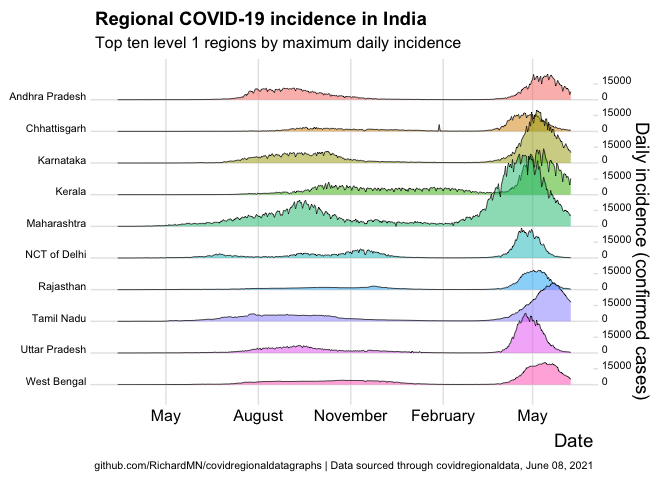 Regional COVID-19 incidence in India
Top ten level 1 regions by maximum daily incidence
Andhra Pradesh
15000
0
Chhattisgarh
15000
0
Karnataka
15000
0
Kerala
15000
0
Maharashtra
15000
0
NCT of Delhi
15000
0
Rajasthan
15000
0
Tamil Nadu
15000
0
Uttar Pradesh
15000
0
West Bengal
15000
0
Daily incidence (confirmed cases)
May August November February May
Date
github.com/RichardMN/covidregionaldatagraphs | Data sourced through covidregionaldata, June 08, 2021